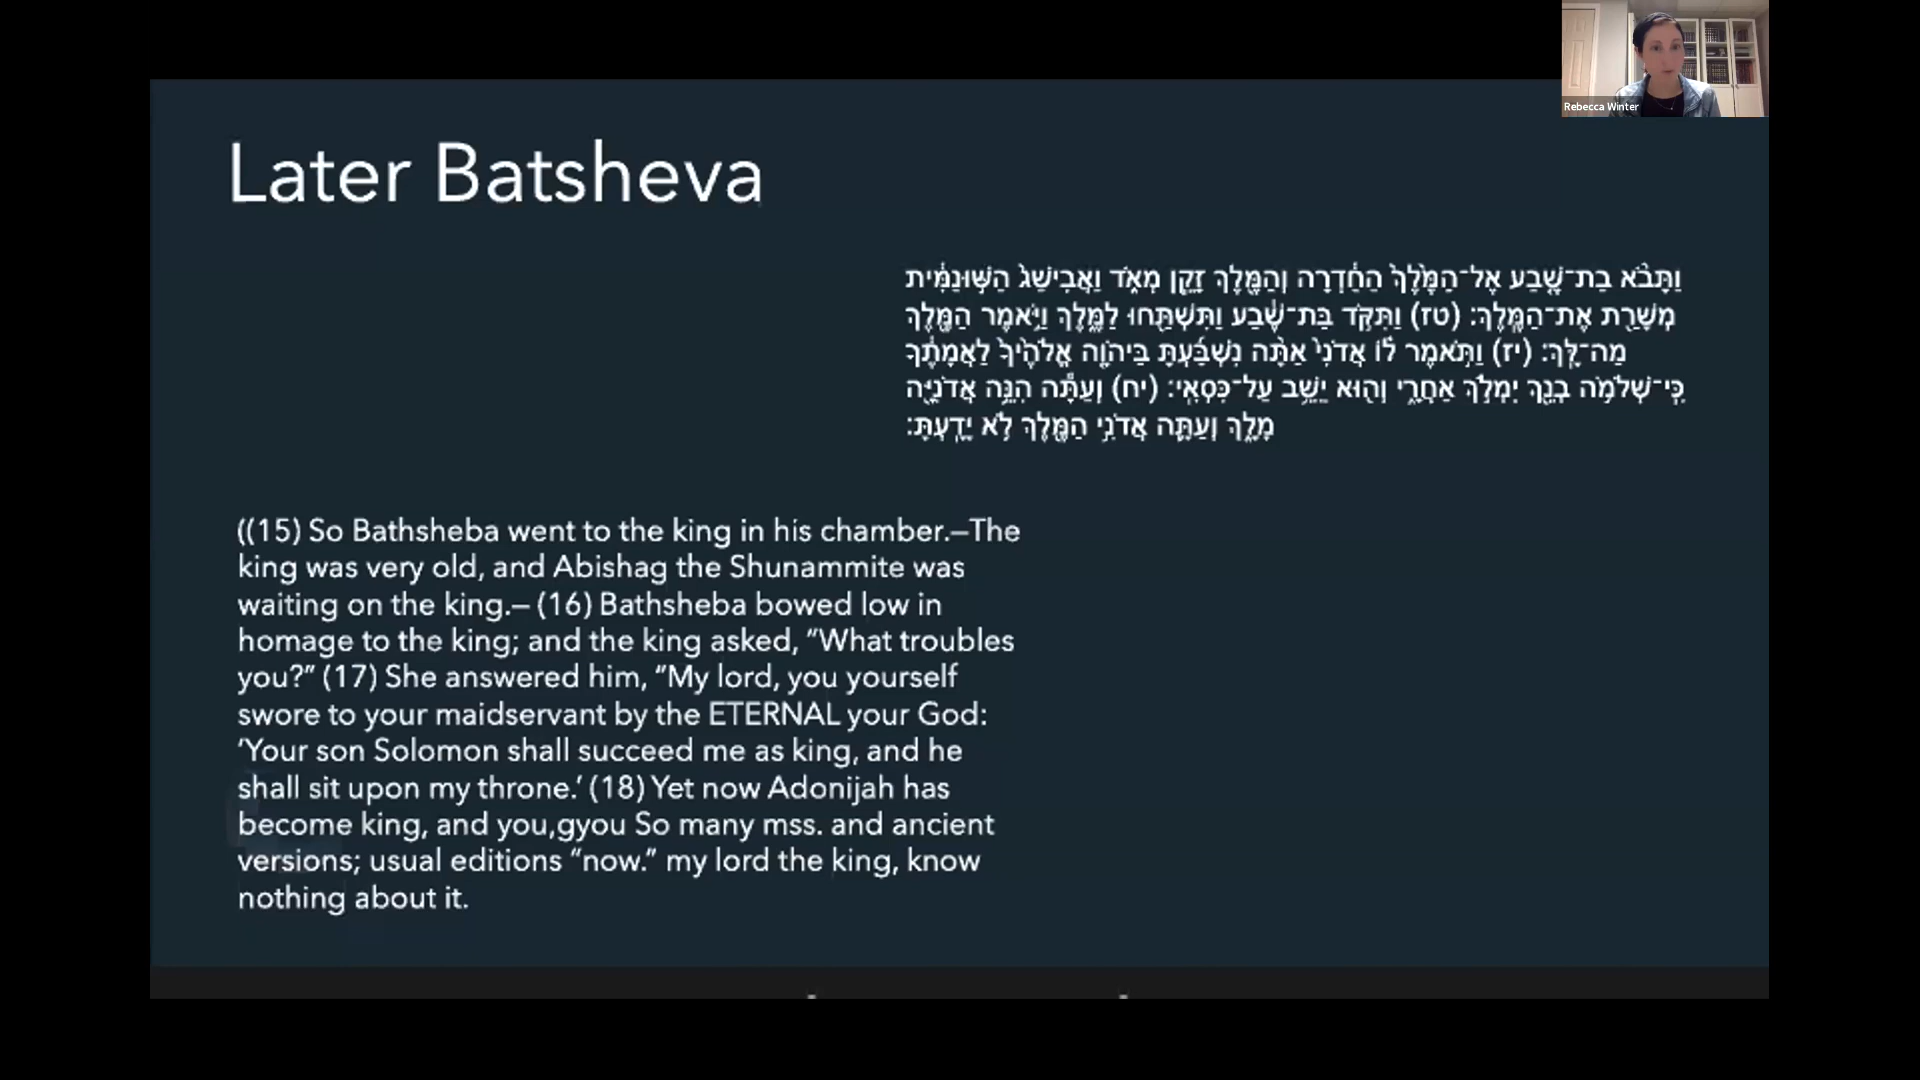 Rebecca Winter
Later Batsheva
וַתָּבֹ֨א בַת־שֶׁ֤בַע אֶל־הַמֶּ֙לֶךְ֙ הַחַ֔דְרָה וְהַמֶּ֖לֶךְ זָקֵ֣ן מְאֹ֑ד וַאֲבִישַׁג֙ הַשּׁ֣וּנַמִּ֔ית
מְשָׁרַ֖ת אֶת־הַמֶּֽלֶךְ׃ (טז) וַתִּקֹּ֣ד בַּת־שֶׁ֔בַע וַתִּשְׁתַּ֖חוּ לַמֶּ֑לֶךְ וַיֹּ֥אמֶר הַמֶּ֖לֶךְ
מַה־לָּֽךְ׃ (יז) וַתֹּ֣אמֶר ל֗וֹ אֲדֹנִי֙ אַתָּ֨ה נִשְׁבַּ֜עְתָּ בַּיהֹוָ֤ה אֱלֹהֶ֙יךָ֙ לַאֲמָתֶ֔ךָ
כִּֽי־שְׁלֹמֹ֥ה בְנֵ֖ךְ יִמְלֹ֣ךְ אַחֲרָ֑י וְה֖וּא יֵשֵׁ֥ב עַל־כִּסְאִֽי׃ (יח) וְעַתָּ֕ה הִנֵּ֥ה אֲדֹנִיָּ֖ה
מָלָ֑ךְ וְעַתָּ֛ה אֲדֹנִ֥י הַמֶּ֖לֶךְ לֹ֥א יָדָֽעְתָּ׃
((15) So Bathsheba went to the king in his chamber.—The
king was very old, and Abishag the Shunammite was
waiting on the king.— (16) Bathsheba bowed low in
homage to the king; and the king asked, “What troubles
you?” (17) She answered him, “My lord, you yourself
swore to your maidservant by the ETERNAL your God:
‘Your son Solomon shall succeed me as king, and he
shall sit upon my throne.’ (18) Yet now Adonijah has
become king, and you,gyou So many mss. and ancient
versions; usual editions “now.” my lord the king, know
nothing about it.